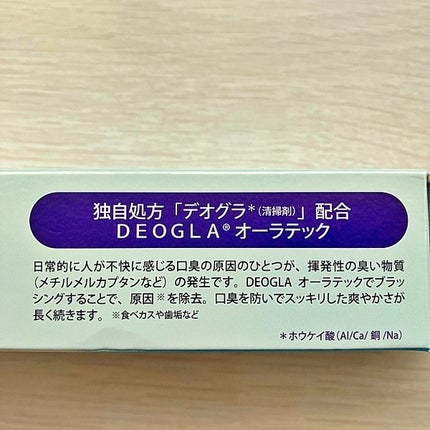 独自処方「デオグラ*(清掃剤)」配合
DEOGLA®オーラテック
日常的に人が不快に感じる口臭の原因のひとつが、揮発性の臭い物質
(メチルメルカプタンなど)の発生です。DEOGLA オーラテックでブラッ
シングすることで、原因※を除去。口臭を防いでスッキリした爽やかさが
長く続きます。 ※食べカスや歯垢など
*ホウケイ酸(Al/Ca/ 銅 /Na)